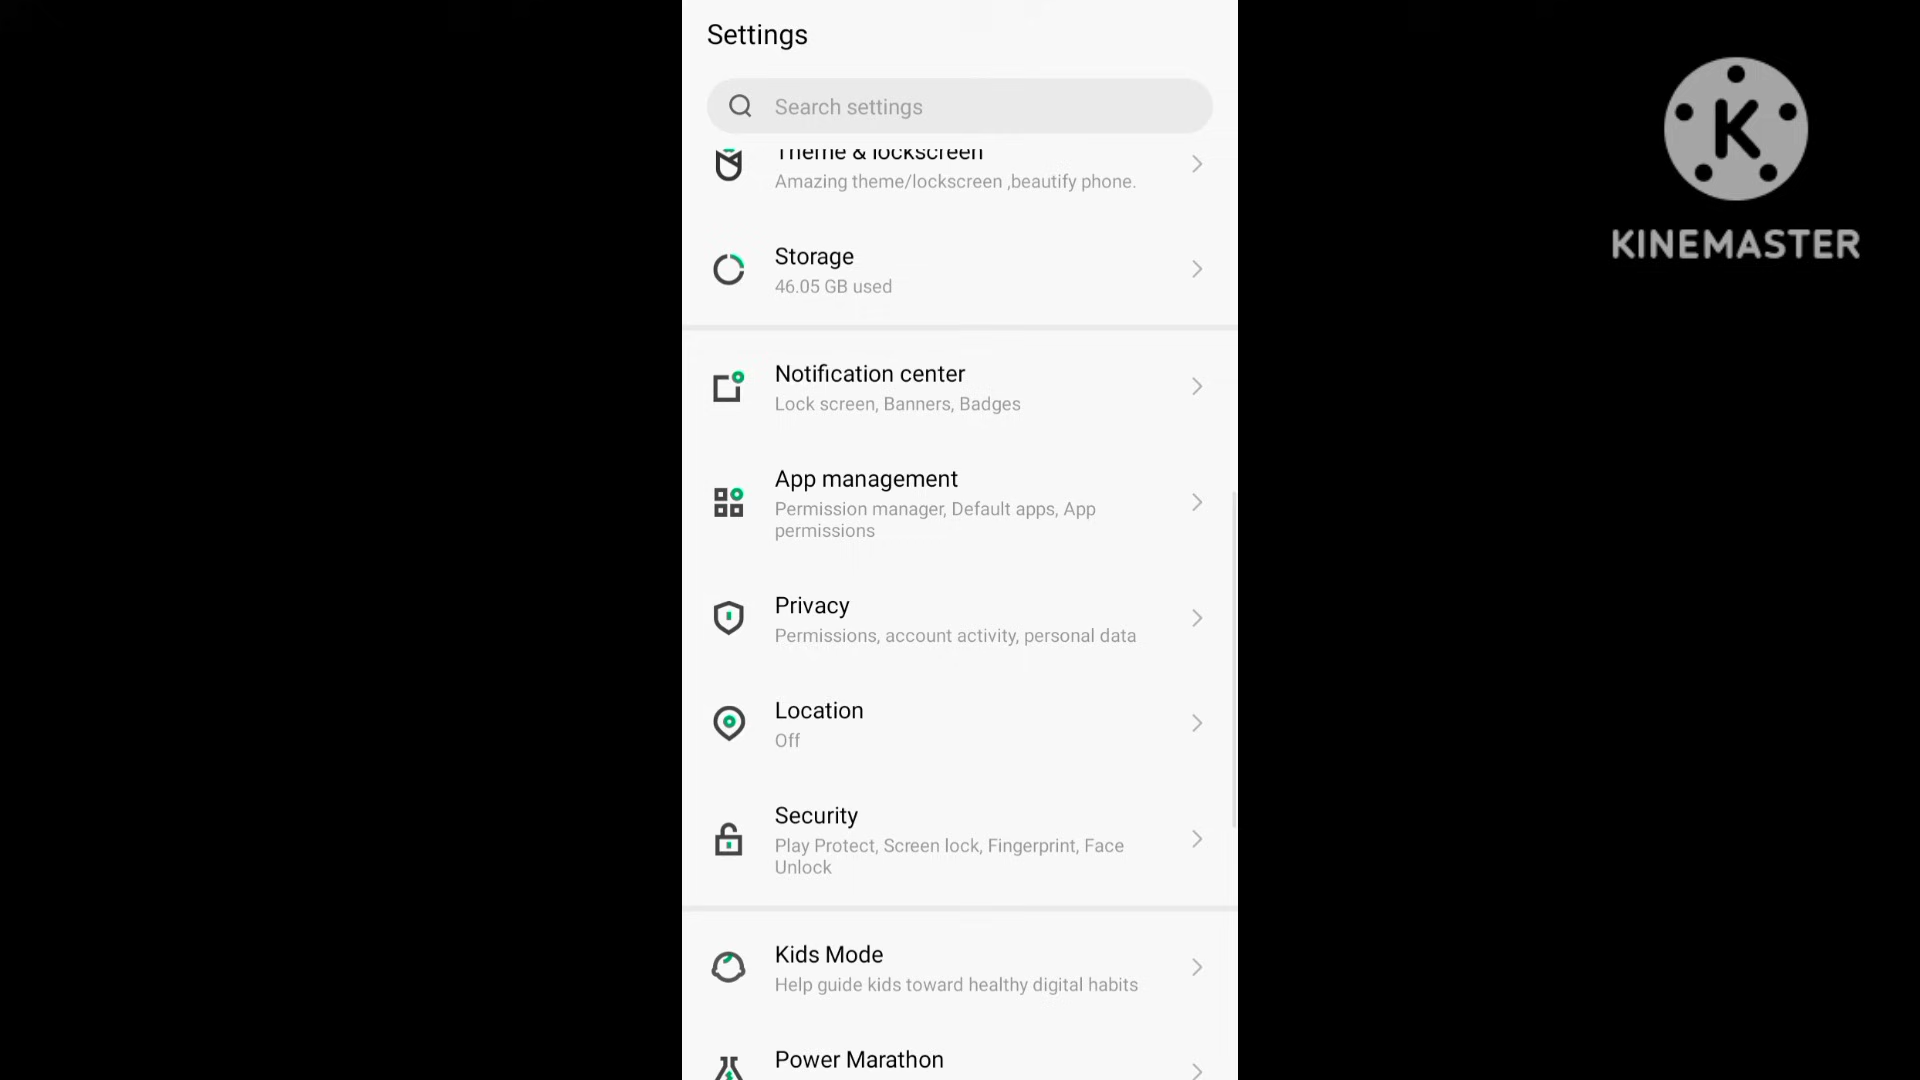 Settings
Search settings
Theme & lockscreen
Amazing theme/lockscreen ,beautify phone.
Storage
46.05 GB used
Notification center
Lock screen, Banners, Badges
App management
Permission manager, Default apps, App
permissions
Privacy
Permissions, account activity, personal data
Location
Off
Security
Play Protect, Screen lock, Fingerprint, Face
Unlock
Kids Mode
Help guide kids toward healthy digital habits
Power Marathon
K
KINEMASTER